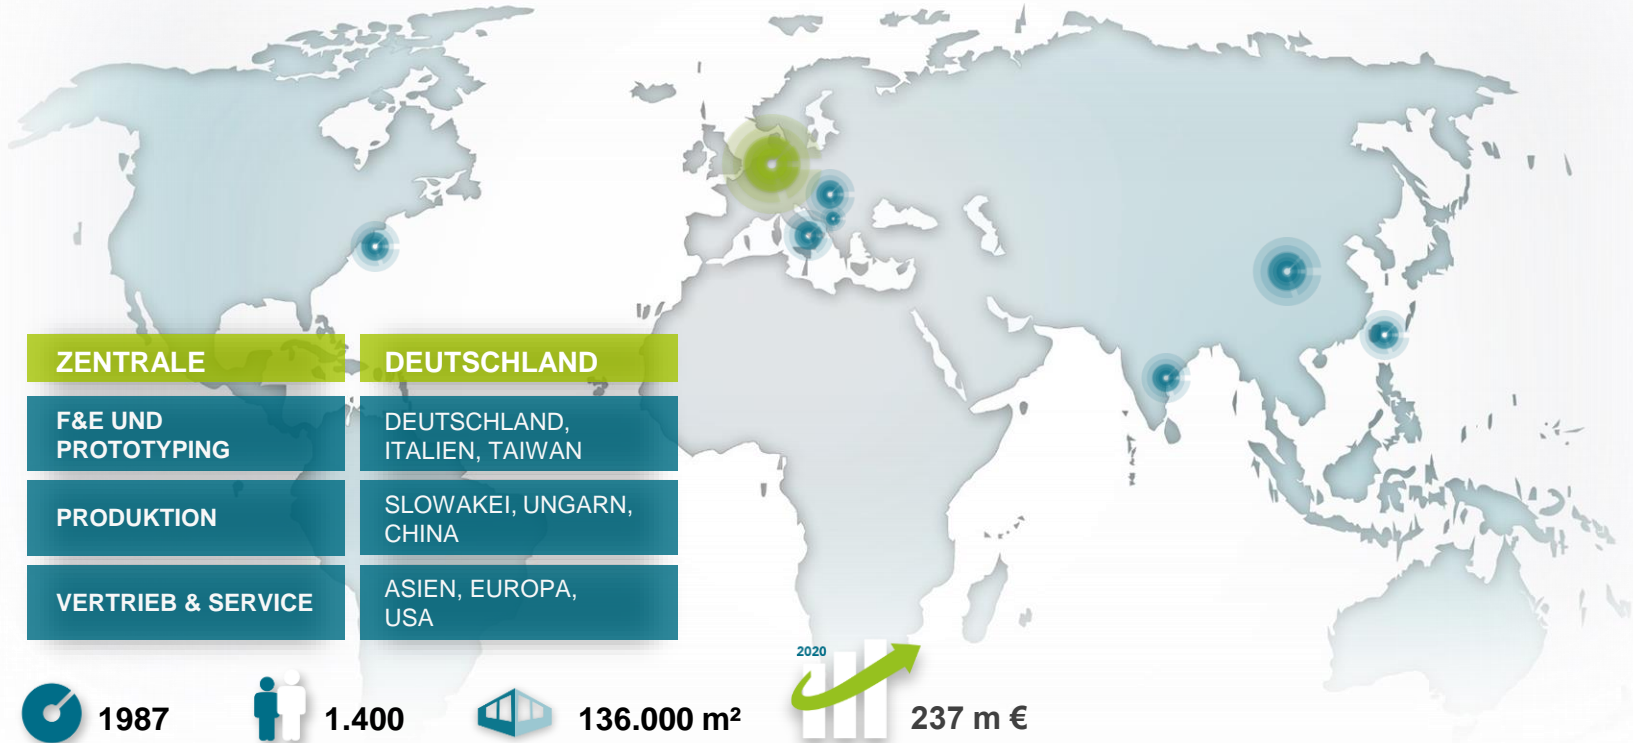 ZENTRALE
DEUTSCHLAND
F&E UND
PROTOTYPING
DEUTSCHLAND,
ITALIEN, TAIWAN
PRODUKTION
SLOWAKEI, UNGARN,
CHINA
VERTRIEB & SERVICE
ASIEN, EUROPA,
USA
2020
1987
1.400
136.000 m²
237 m €